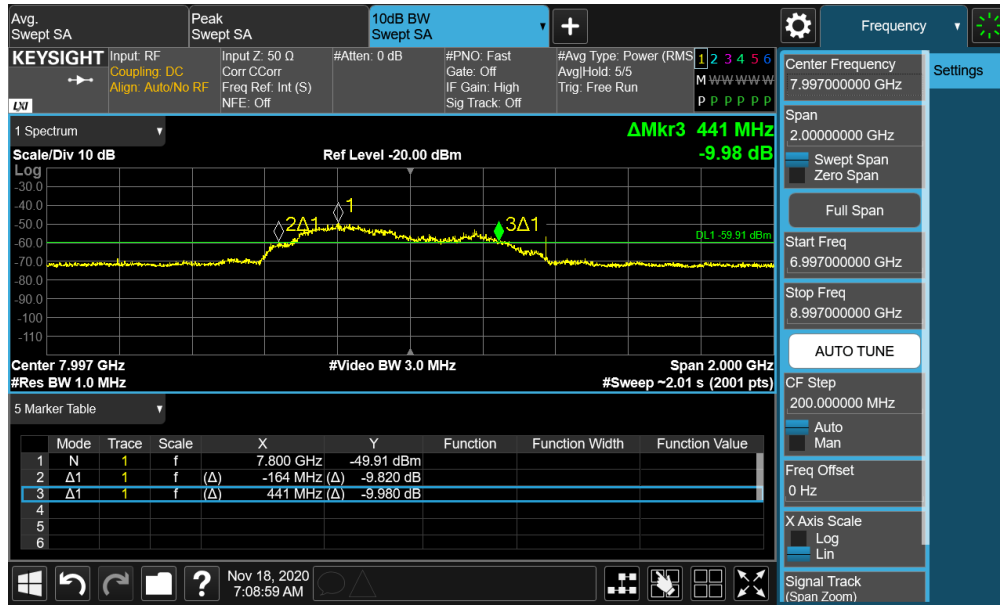 Avg.
Swept SA
Peak
Swept SA
10dB BW
Swept SA
Frequency
KEYSIGHT
LXI
Input: RF
Coupling: DC
Align: Auto/No RF
Input Z: 50 Ω
Corr CCorr
Freq Ref: Int (S)
NFE: Off
#Atten: 0 dB
#PNO: Fast
Gate: Off
IF Gain: High
Sig Track: Off
#Avg Type: Power (RMS
Avg|Hold: 5/5
Trig: Free Run
1 2 3 4 5 6
M W W W W W
P P P P P P
1 Spectrum
ΔMkr3 441 MHz
-9.98 dB
Scale/Div 10 dB
Ref Level -20.00 dBm
Log
-30.0
-40.0
-50.0
-60.0
-70.0
-80.0
-90.0
-100
-110
1
2Δ1
3Δ1
DL1 -59.91 dBm
Center 7.997 GHz
#Video BW 3.0 MHz
Span 2.000 GHz
#Res BW 1.0 MHz
#Sweep ~2.01 s (2001 pts)
5 Marker Table
Mode Trace Scale X Y Function Function Width Function Value
1 N 1 f 7.800 GHz -49.91 dBm
2 Δ1 1 f (Δ) -164 MHz (Δ) -9.820 dB
3 Δ1 1 f (Δ) 441 MHz (Δ) -9.980 dB
4
5
6
Nov 18, 2020
7:08:59 AM
Center Frequency
7.997000000 GHz
Span
2.00000000 GHz
Swept Span
Zero Span
Full Span
Start Freq
6.997000000 GHz
Stop Freq
8.997000000 GHz
AUTO TUNE
CF Step
200.000000 MHz
Auto
Man
Freq Offset
0 Hz
X Axis Scale
Log
Lin
Signal Track
(Span Zoom)
Settings